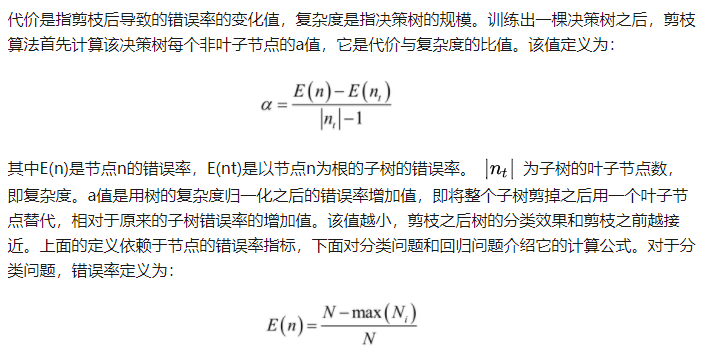 代价是指剪枝后导致的错误率的变化值，复杂度是指决策树的规模。训练出一棵决策树之后，剪枝
算法首先计算该决策树每个非叶子节点的a值，它是代价与复杂度的比值。该值定义为：
α = (E(n) − E(n_t)) / (|n_t| − 1)
其中E(n)是节点n的错误率，E(nt)是以节点n为根的子树的错误率。 |n_t| 为子树的叶子节点数，
即复杂度。a值是用树的复杂度归一化之后的错误率增加值，即将整个子树剪掉之后用一个叶子节
点替代，相对于原来的子树错误率的增加值。该值越小，剪枝之后树的分类效果和剪枝之前越接
近。上面的定义依赖于节点的错误率指标，下面对分类问题和回归问题介绍它的计算公式。对于分
类问题，错误率定义为：
E(n) = (N − max(N_i)) / N